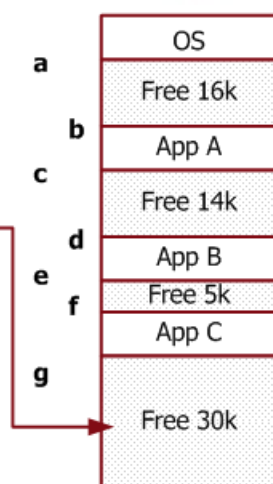 OS
a
Free 16k
b
App A
c
Free 14k
d
App B
e
Free 5k
f
App C
g
Free 30k